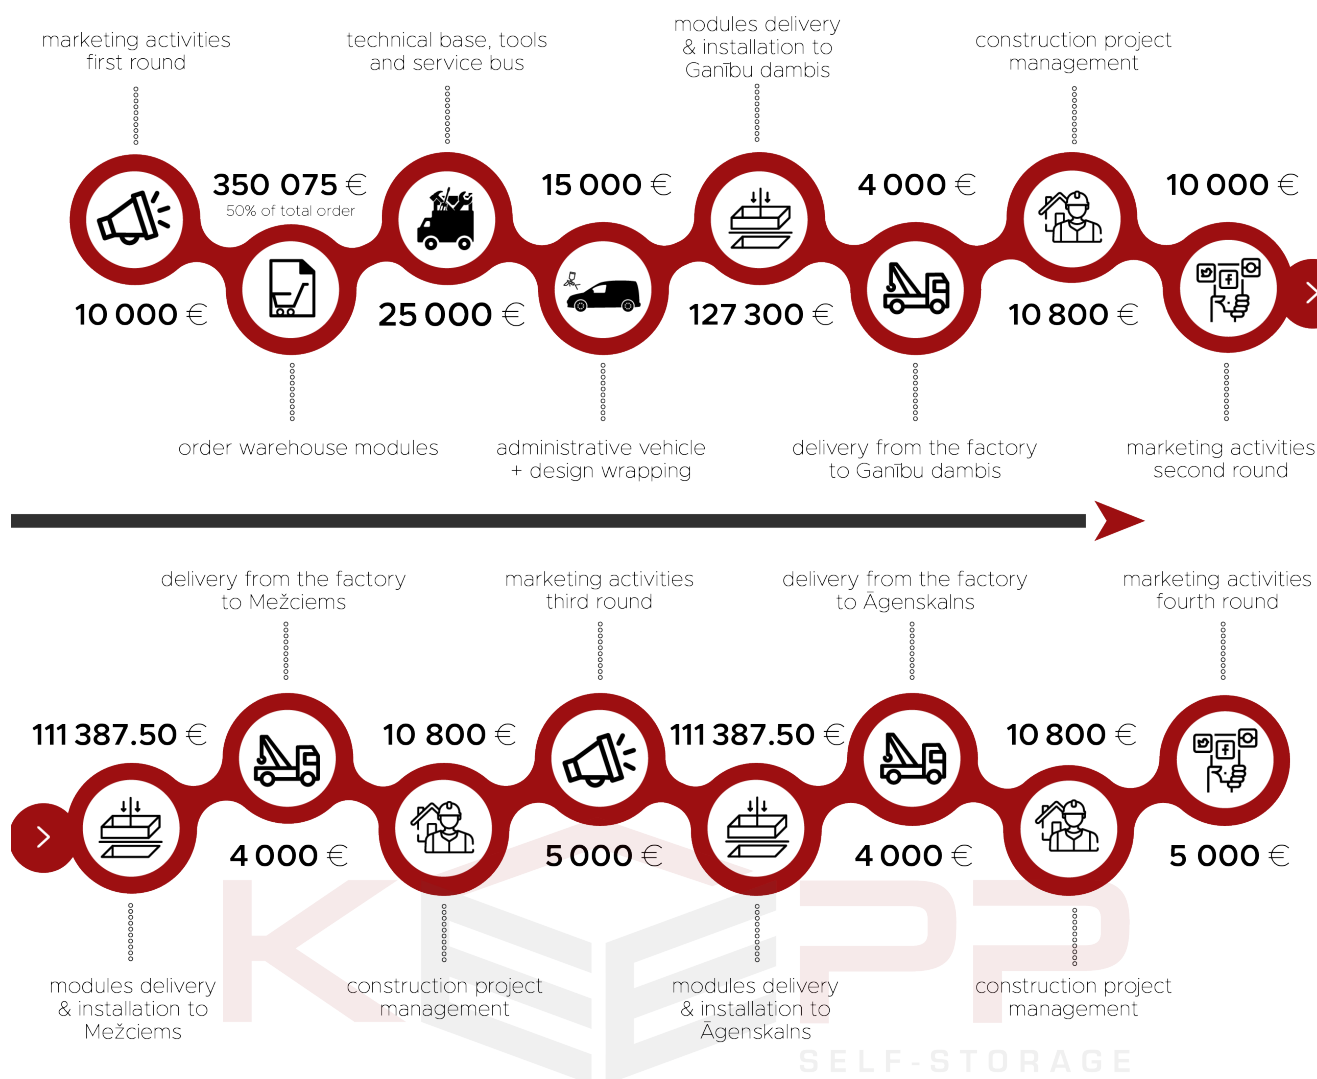 marketing activities
first round
technical base, tools
and service bus
modules delivery
& installation to
Ganību dambis
construction project
management
350 075 €
50% of total order
15 000 €
4 000 €
10 000 €
10 000 €
25 000 €
127 300 €
10 800 €
order warehouse modules
administrative vehicle
+ design wrapping
delivery from the factory
to Ganību dambis
marketing activities
second round
delivery from the factory
to Mežciems
marketing activities
third round
delivery from the factory
to Āgenskalns
marketing activities
fourth round
111 387.50 €
10 800 €
111 387.50 €
10 800 €
4 000 €
5 000 €
4 000 €
5 000 €
modules delivery
& installation to
Mežciems
construction project
management
modules delivery
& installation to
Āgenskalns
construction project
management
KEEPP
SELF-STORAGE